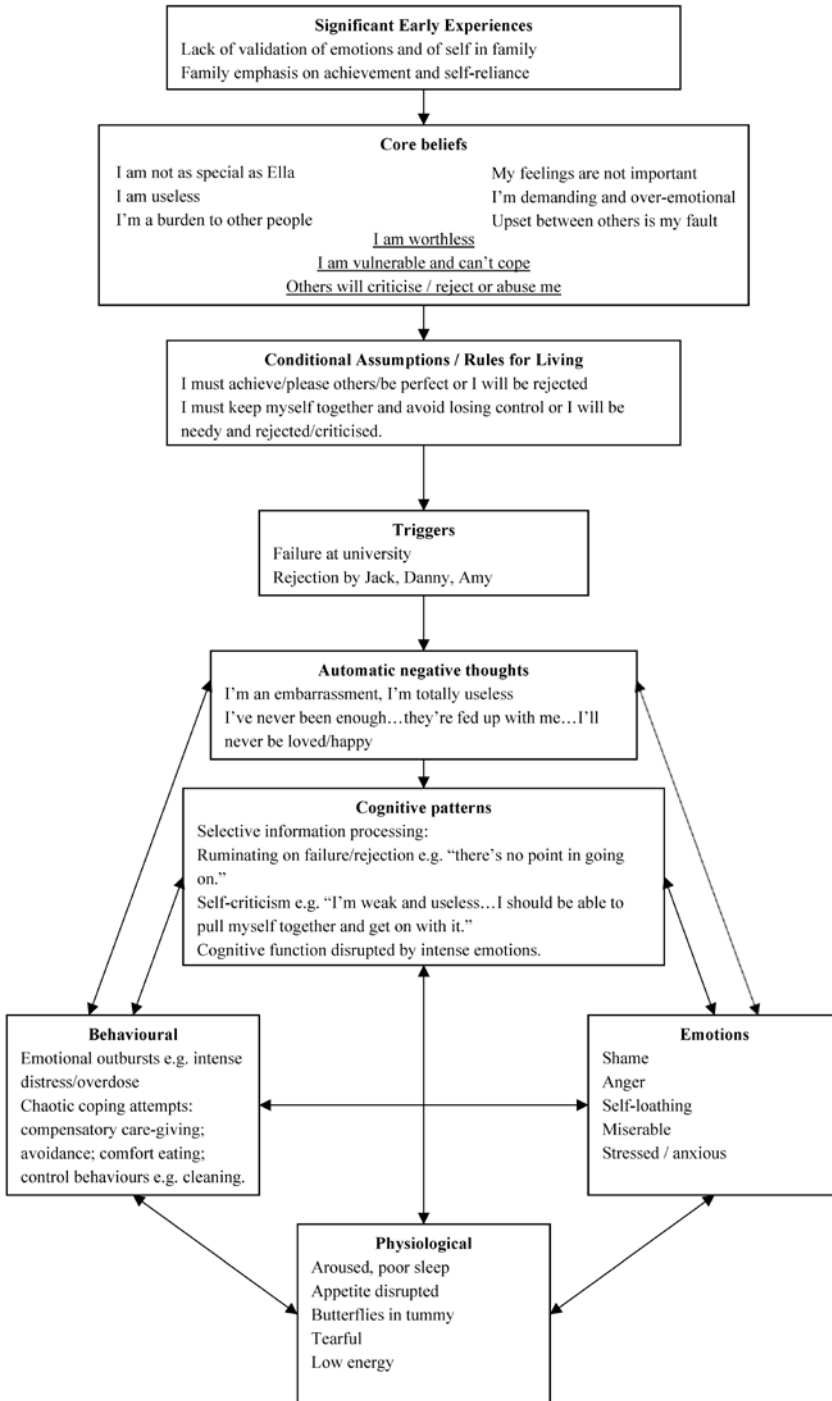 Significant Early Experiences
Lack of validation of emotions and of self in family
Family emphasis on achievement and self-reliance
Core beliefs
I am not as special as Ella
I am useless
I'm a burden to other people
My feelings are not important
I'm demanding and over-emotional
Upset between others is my fault
I am worthless
I am vulnerable and can't cope
Others will criticise / reject or abuse me
Conditional Assumptions / Rules for Living
I must achieve/please others/be perfect or I will be rejected
I must keep myself together and avoid losing control or I will be
needy and rejected/criticised.
Triggers
Failure at university
Rejection by Jack, Danny, Amy
Automatic negative thoughts
I'm an embarrassment, I'm totally useless
I've never been enough…they're fed up with me…I'll
never be loved/happy
Cognitive patterns
Selective information processing:
Ruminating on failure/rejection e.g. “there's no point in going
on.”
Self-criticism e.g. “I'm weak and useless…I should be able to
pull myself together and get on with it.”
Cognitive function disrupted by intense emotions.
Behavioural
Emotional outbursts e.g. intense
distress/overdose
Chaotic coping attempts:
compensatory care-giving;
avoidance; comfort eating;
control behaviours e.g. cleaning.
Emotions
Shame
Anger
Self-loathing
Miserable
Stressed / anxious
Physiological
Aroused, poor sleep
Appetite disrupted
Butterflies in tummy
Tearful
Low energy